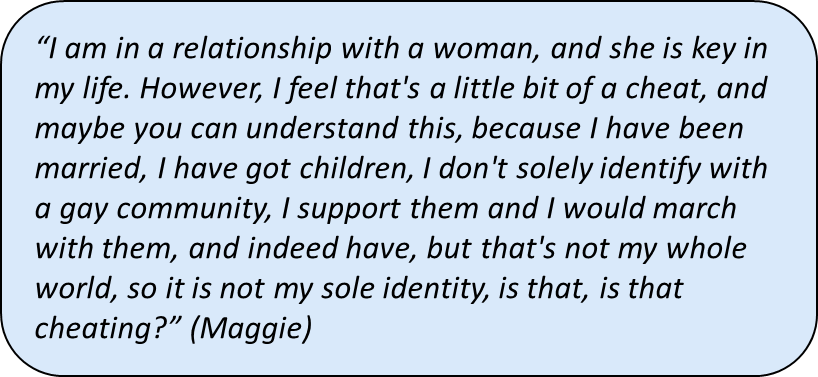 “I am in a relationship with a woman, and she is key in
my life. However, I feel that's a little bit of a cheat, and
maybe you can understand this, because I have been
married, I have got children, I don't solely identify with
a gay community, I support them and I would march
with them, and indeed have, but that's not my whole
world, so it is not my sole identity, is that, is that
cheating?” (Maggie)